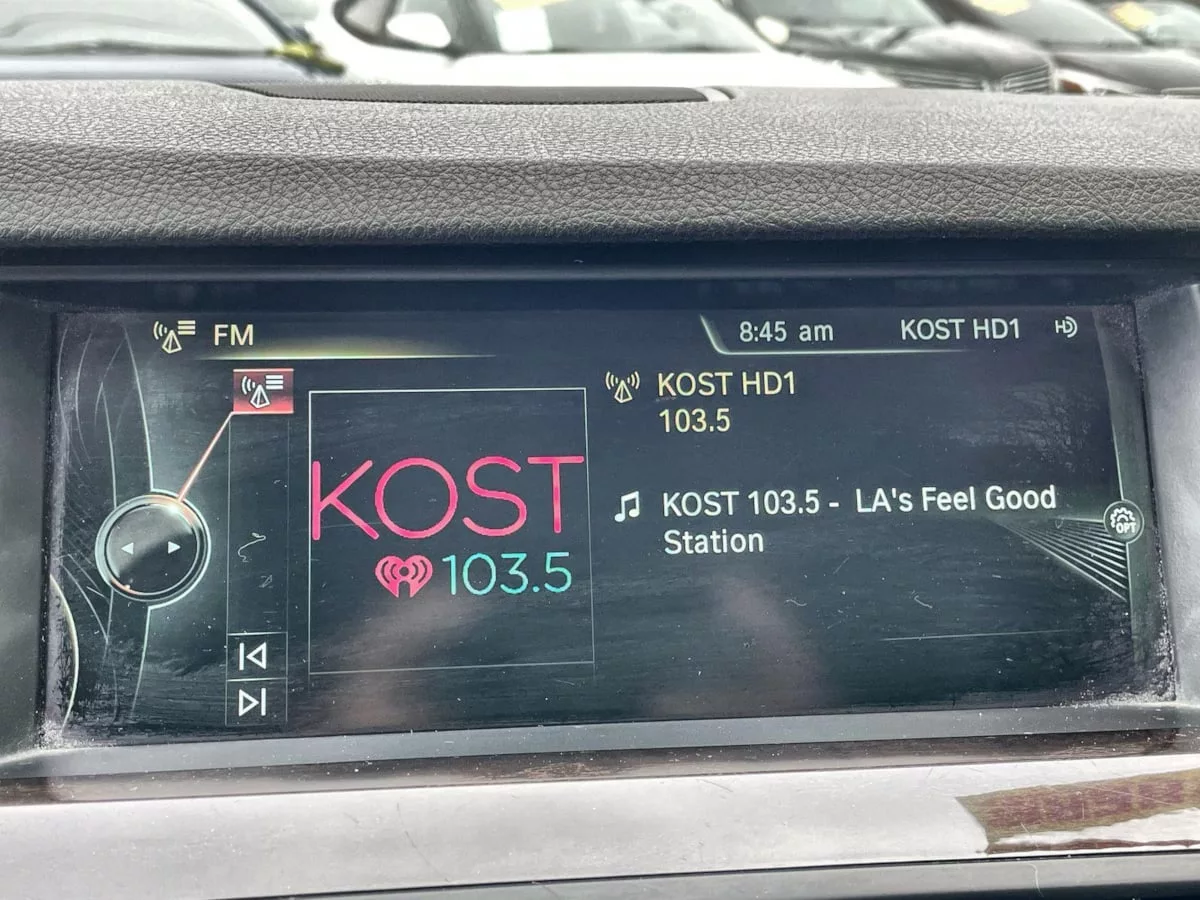 FM
8:45 am
KOST HD1
HD
KOST HD1
103.5
KOST
103.5
KOST 103.5 - LA's Feel Good
Station
OPT